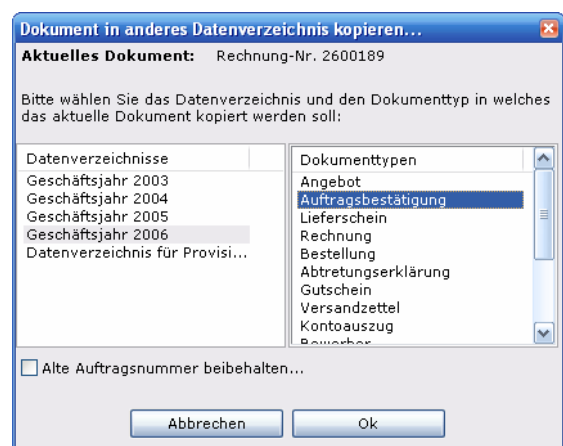 Dokument in anderes Datenverzeichnis kopieren...
Aktuelles Dokument: Rechnung-Nr. 2600189
Bitte wählen Sie das Datenverzeichnis und den Dokumenttyp in welches
das aktuelle Dokument kopiert werden soll:
Datenverzeichnisse
Geschäftsjahr 2003
Geschäftsjahr 2004
Geschäftsjahr 2005
Geschäftsjahr 2006
Datenverzeichnis für Provisi...
Dokumenttypen
Angebot
Auftragsbestätigung
Lieferschein
Rechnung
Bestellung
Abtretungserklärung
Gutschein
Versandzettel
Kontoauszug
Bewerber
Alte Auftragsnummer beibehalten...
Abbrechen
Ok